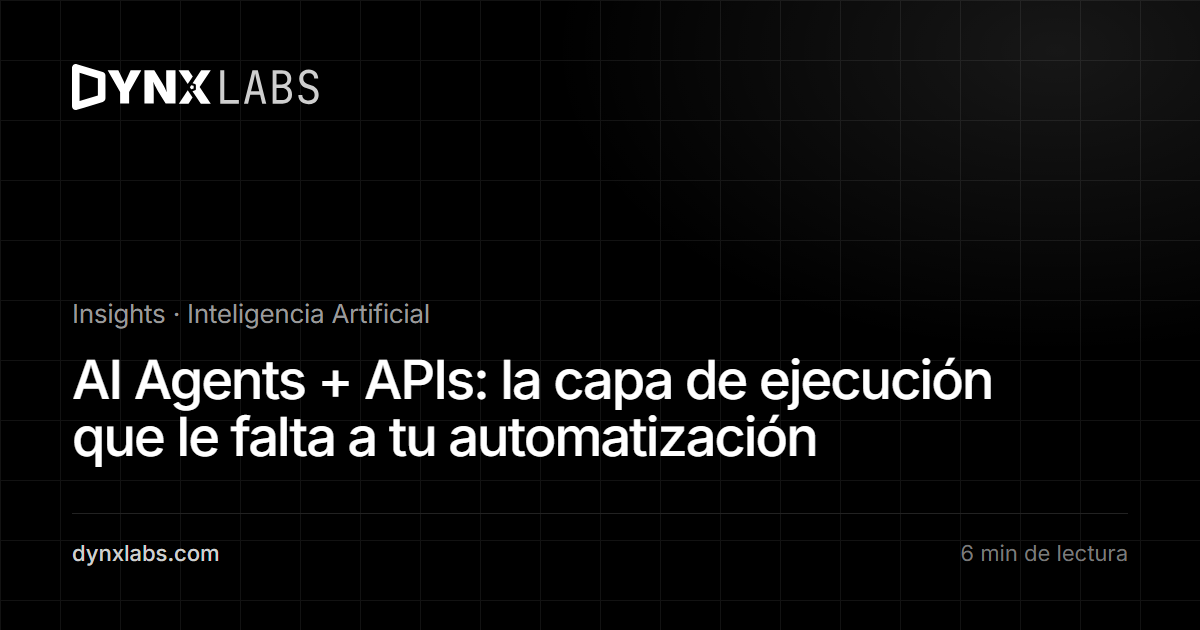 DYNX LABS
Insights · Inteligencia Artificial
AI Agents + APIs: la capa de ejecución
que le falta a tu automatización
dynxlabs.com
6 min de lectura